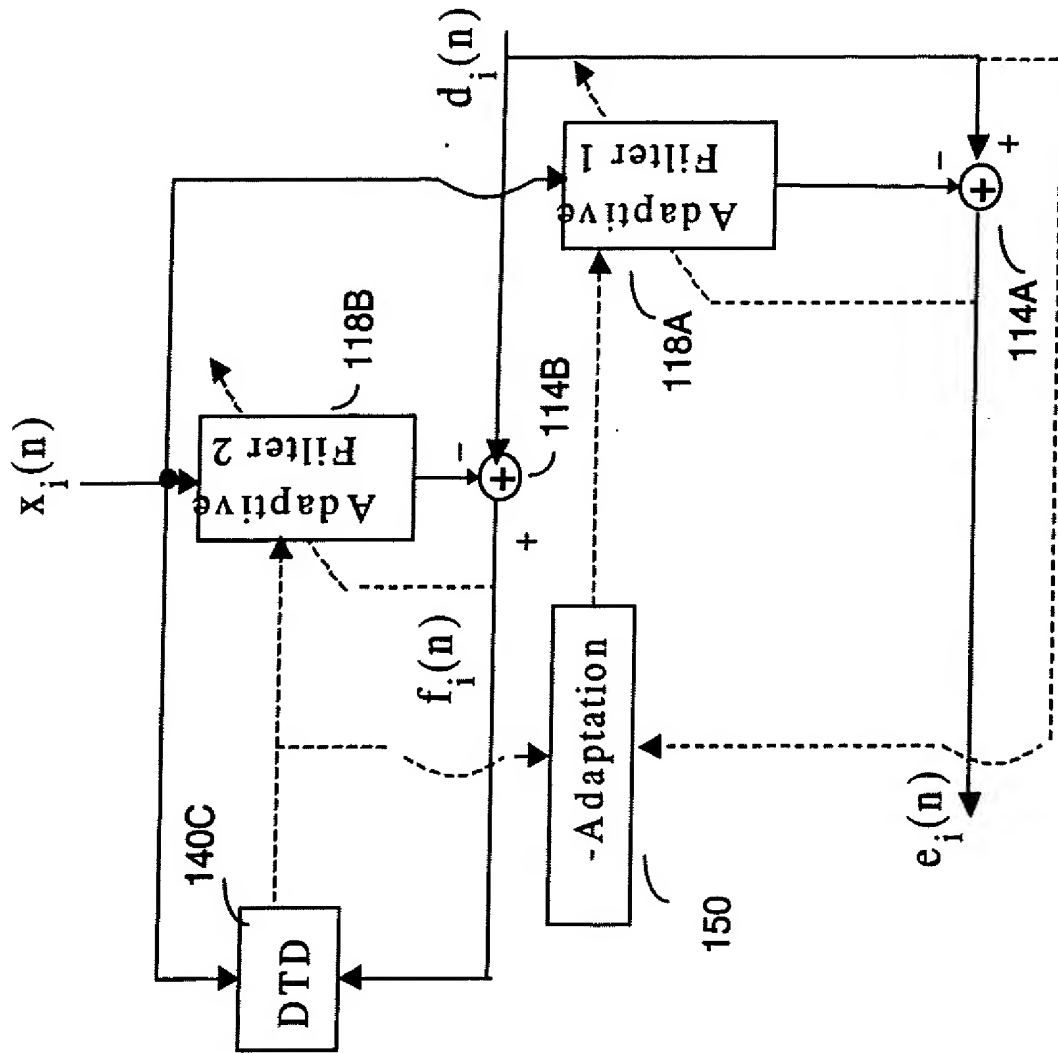 x_i(n)
118B
Adaptive
Filter 2
-
114B
+
d_i(n)
140C
DTD
f_i(n)
-Adaptation
150
118A
Adaptive
Filter 1
-
+
114A
e_i(n)